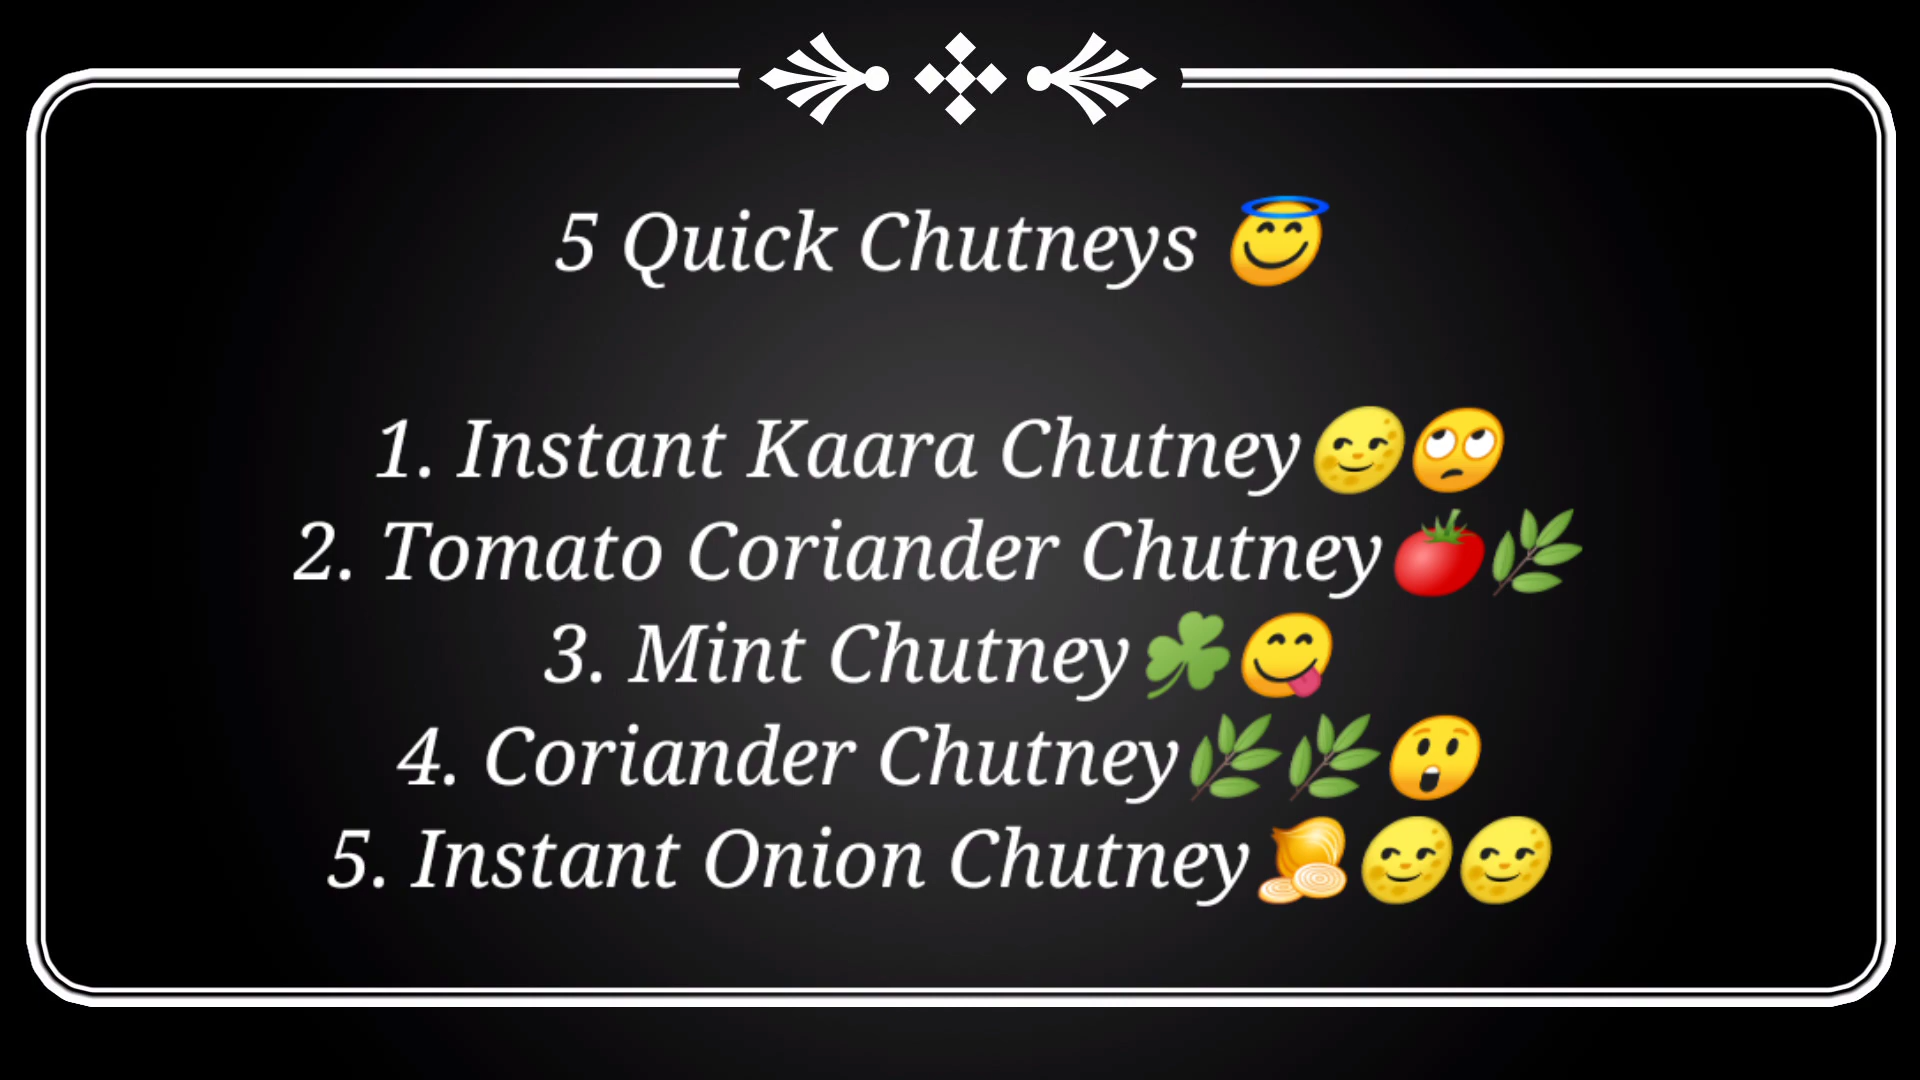 5 Quick Chutneys 😇
1. Instant Kaara Chutney🌝🙄
2. Tomato Coriander Chutney🍅🌿
3. Mint Chutney☘😋
4. Coriander Chutney🌿🌿😲
5. Instant Onion Chutney🧅🌝🌝